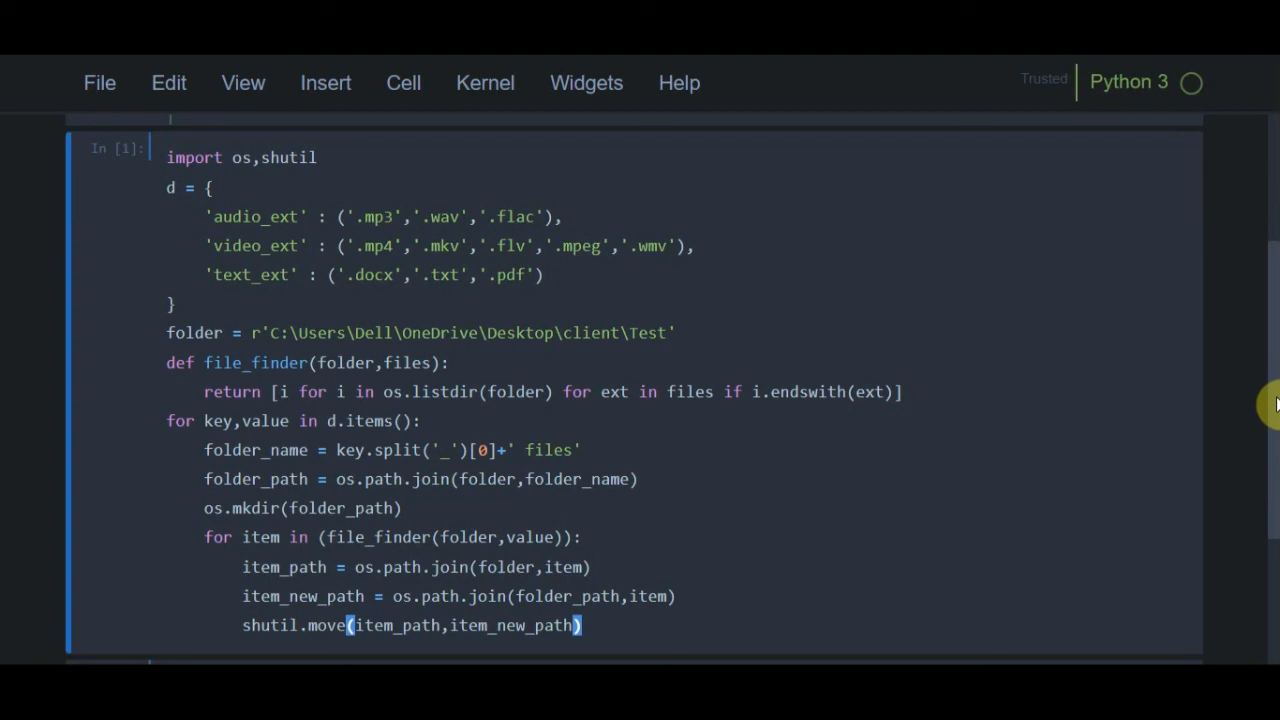 File Edit View Insert Cell Kernel Widgets Help Trusted Python 3
In [1]:
import os,shutil
d = {
    'audio_ext' : ('.mp3','.wav','.flac'),
    'video_ext' : ('.mp4','.mkv','.flv','.mpeg','.wmv'),
    'text_ext' : ('.docx','.txt','.pdf')
}
folder = r'C:\Users\Dell\OneDrive\Desktop\client\Test'
def file_finder(folder,files):
    return [i for i in os.listdir(folder) for ext in files if i.endswith(ext)]
for key,value in d.items():
    folder_name = key.split('_')[0]+' files'
    folder_path = os.path.join(folder,folder_name)
    os.mkdir(folder_path)
    for item in (file_finder(folder,value)):
        item_path = os.path.join(folder,item)
        item_new_path = os.path.join(folder_path,item)
        shutil.move(item_path,item_new_path)